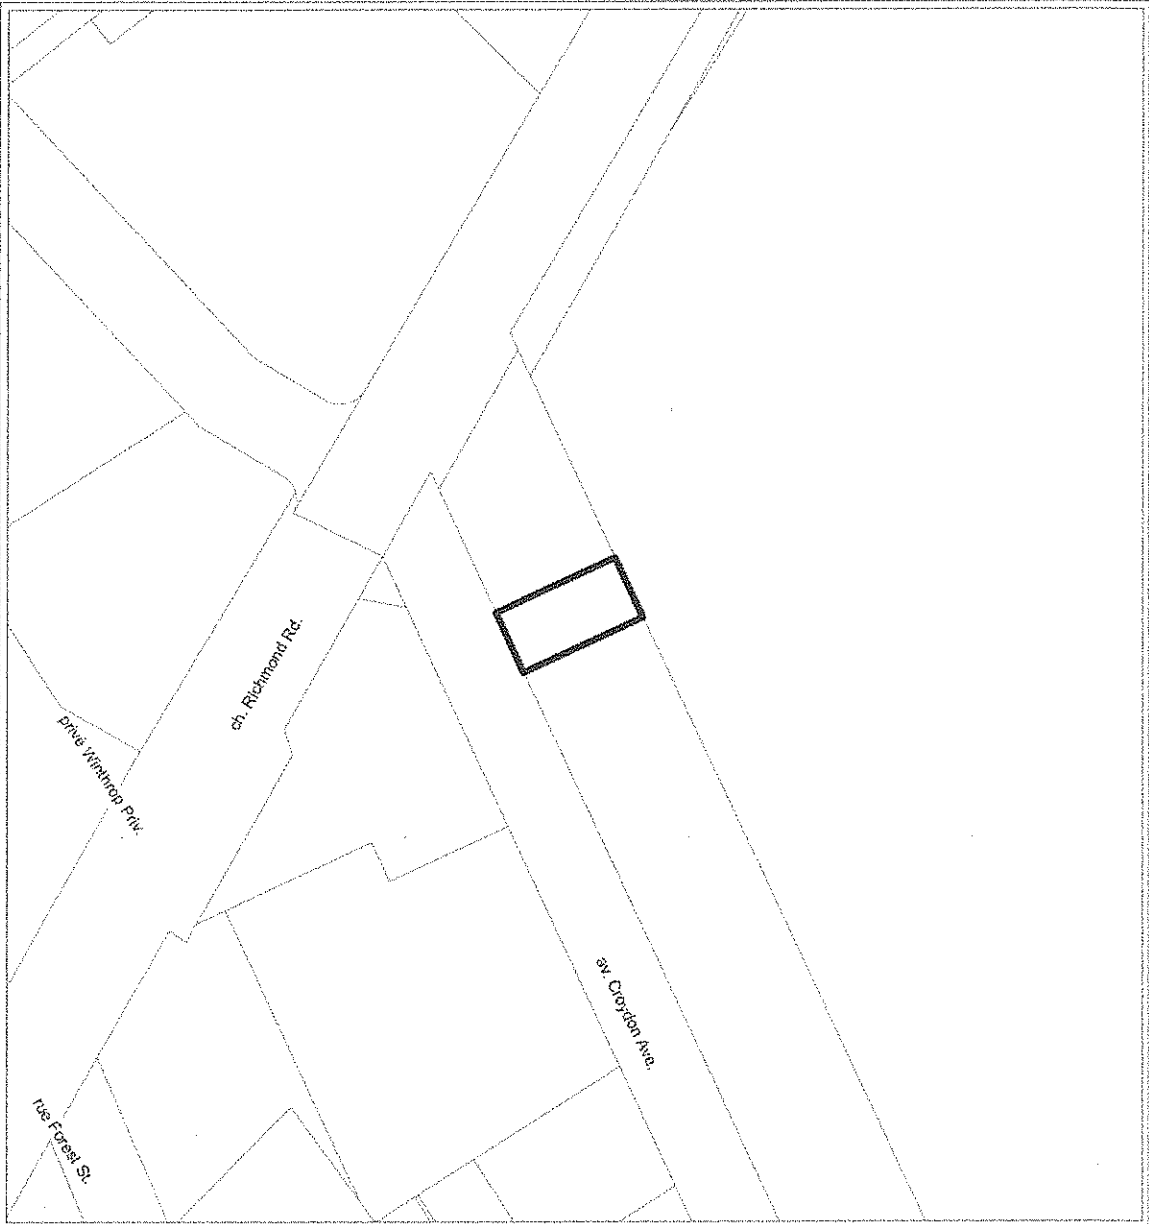 ch. Richmond Rd.
privé Winthrop Priv.
av. Croydon Ave.
rue Forest St.